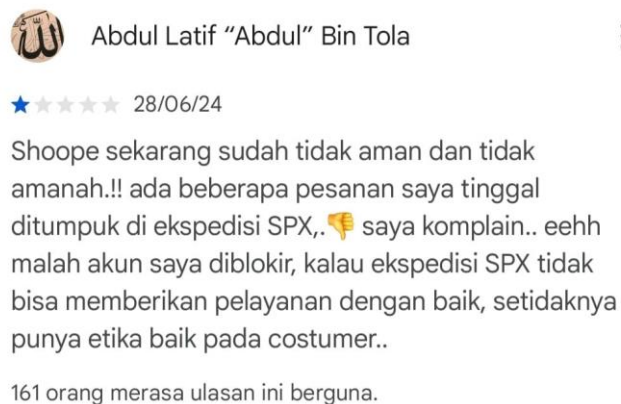 Abdul Latif “Abdul” Bin Tola
28/06/24
Shoope sekarang sudah tidak aman dan tidak
amanah.!! ada beberapa pesanan saya tinggal
ditumpuk di ekspedisi SPX,.👎 saya komplain.. eehh
malah akun saya diblokir, kalau ekspedisi SPX tidak
bisa memberikan pelayanan dengan baik, setidaknya
punya etika baik pada costumer..
161 orang merasa ulasan ini berguna.